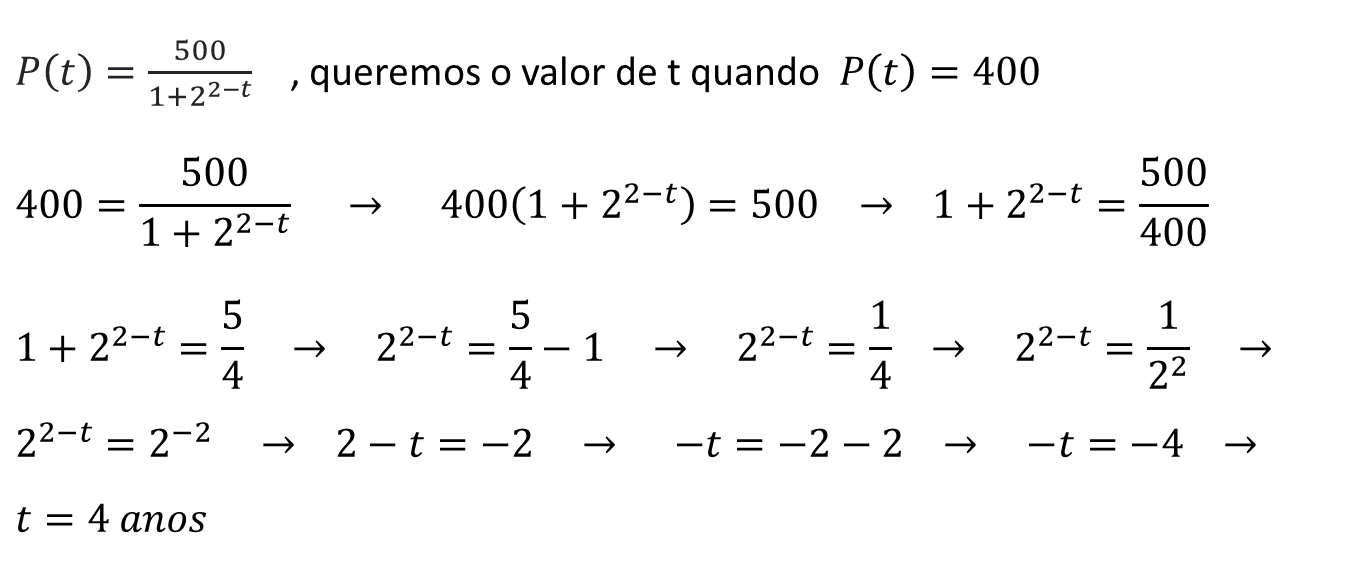 P(t) = 500/(1+2^(2−t)) , queremos o valor de t quando P(t) = 400
400 = 500/(1 + 2^(2−t)) → 400(1 + 2^(2−t)) = 500 → 1 + 2^(2−t) = 500/400
1 + 2^(2−t) = 5/4 → 2^(2−t) = 5/4 − 1 → 2^(2−t) = 1/4 → 2^(2−t) = 1/2^2 →
2^(2−t) = 2^(−2) → 2 − t = −2 → −t = −2 − 2 → −t = −4 →
t = 4 anos